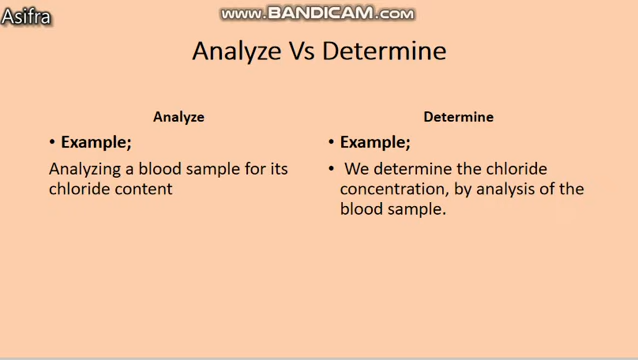 Asifra
www.BANDICAM.com
Analyze Vs Determine
Analyze
• Example;
Analyzing a blood sample for its
chloride content
Determine
• Example;
• We determine the chloride
concentration, by analysis of the
blood sample.